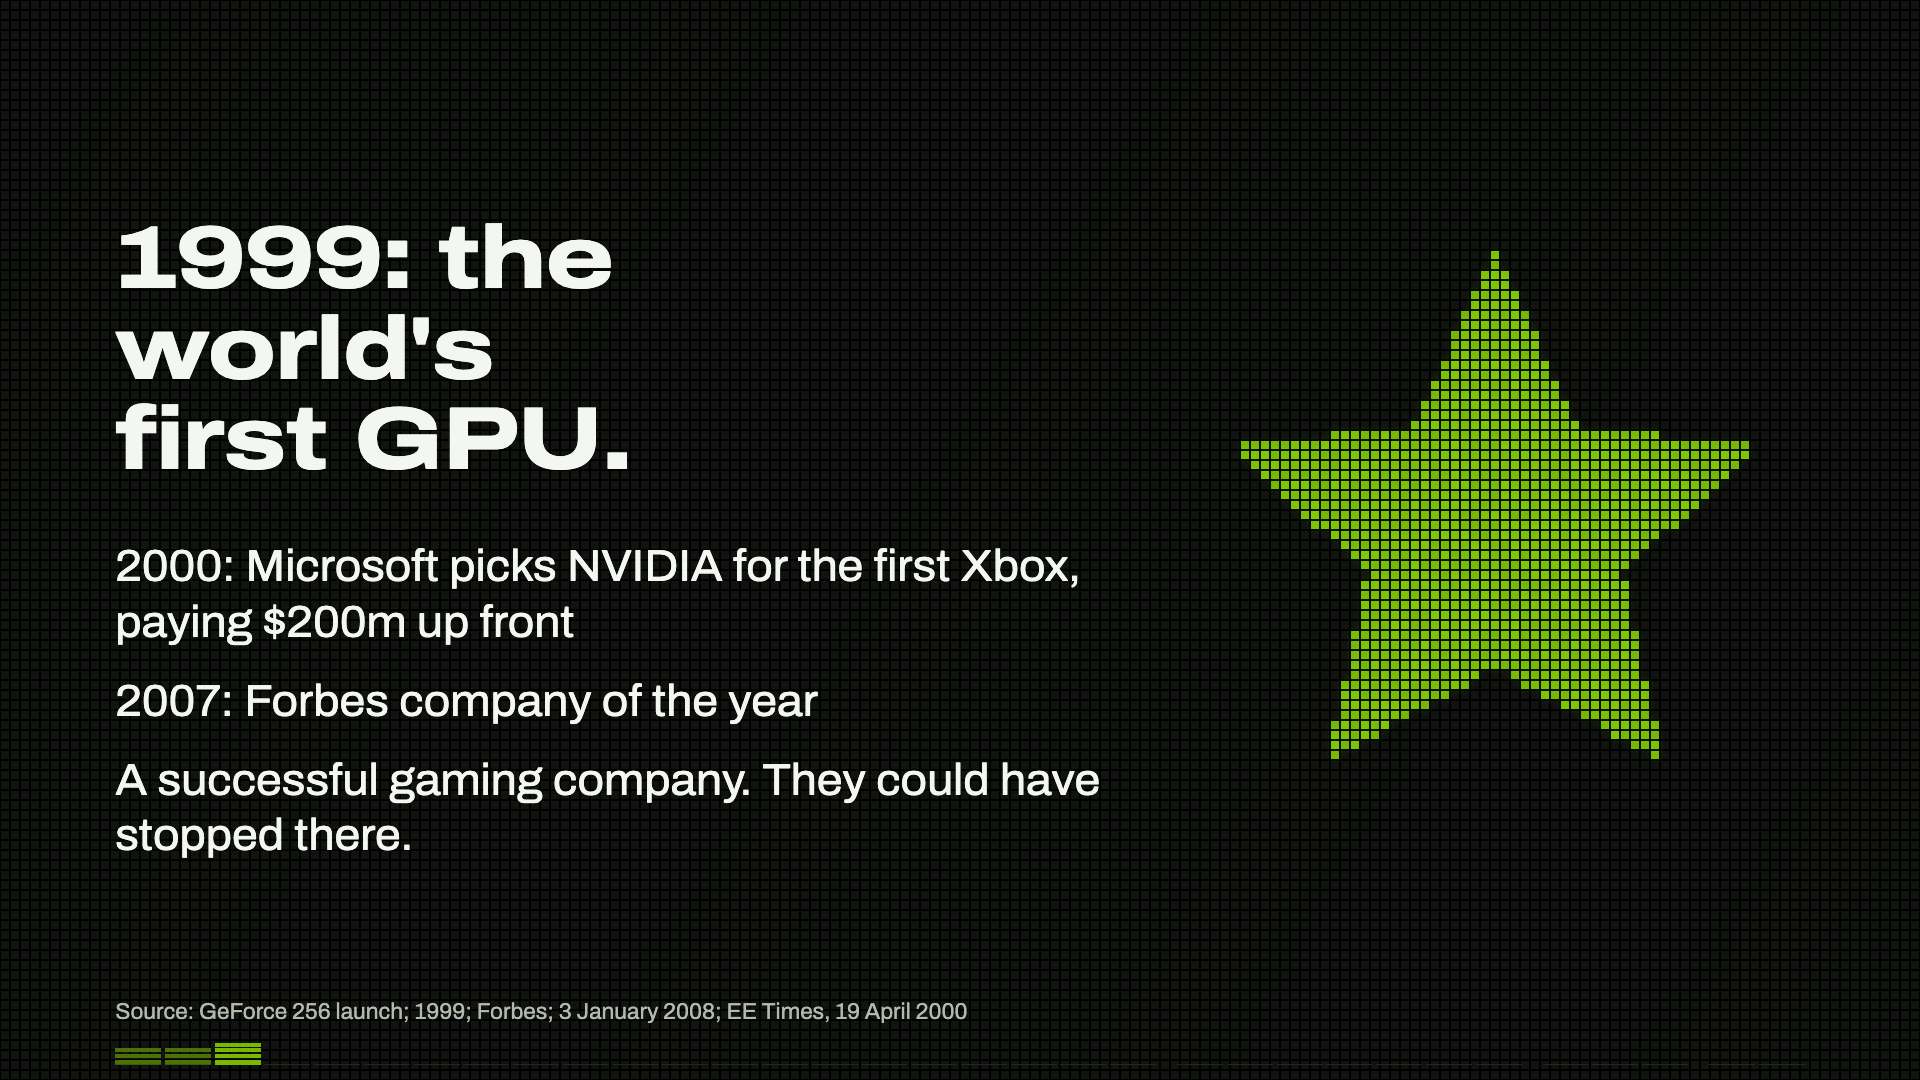 1999: the
world's
first GPU.
2000: Microsoft picks NVIDIA for the first Xbox,
paying $200m up front
2007: Forbes company of the year
A successful gaming company. They could have
stopped there.
Source: GeForce 256 launch; 1999; Forbes; 3 January 2008; EE Times, 19 April 2000